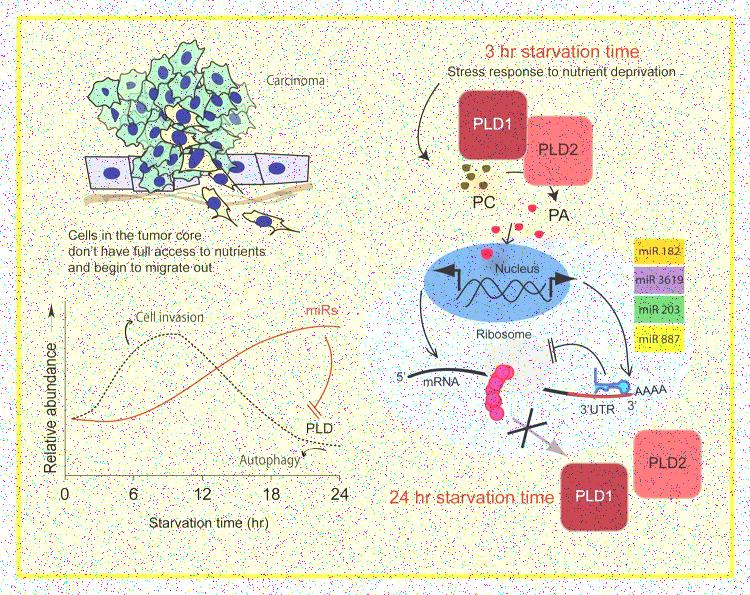 Carcinoma
Cells in the tumor core
don't have full access to nutrients
and begin to migrate out
Relative abundance
Cell invasion
miRs
PLD
Autophagy
0 6 12 18 24
Starvation time (hr.)
3 hr starvation time
Stress response to nutrient deprivation
PLD1
PLD2
PC
PA
Nucleus
miR 182
miR 3619
miR 203
miR 887
Ribosome
5'
mRNA
3'UTR
3'
AAAA
24 hr starvation time
PLD1
PLD2